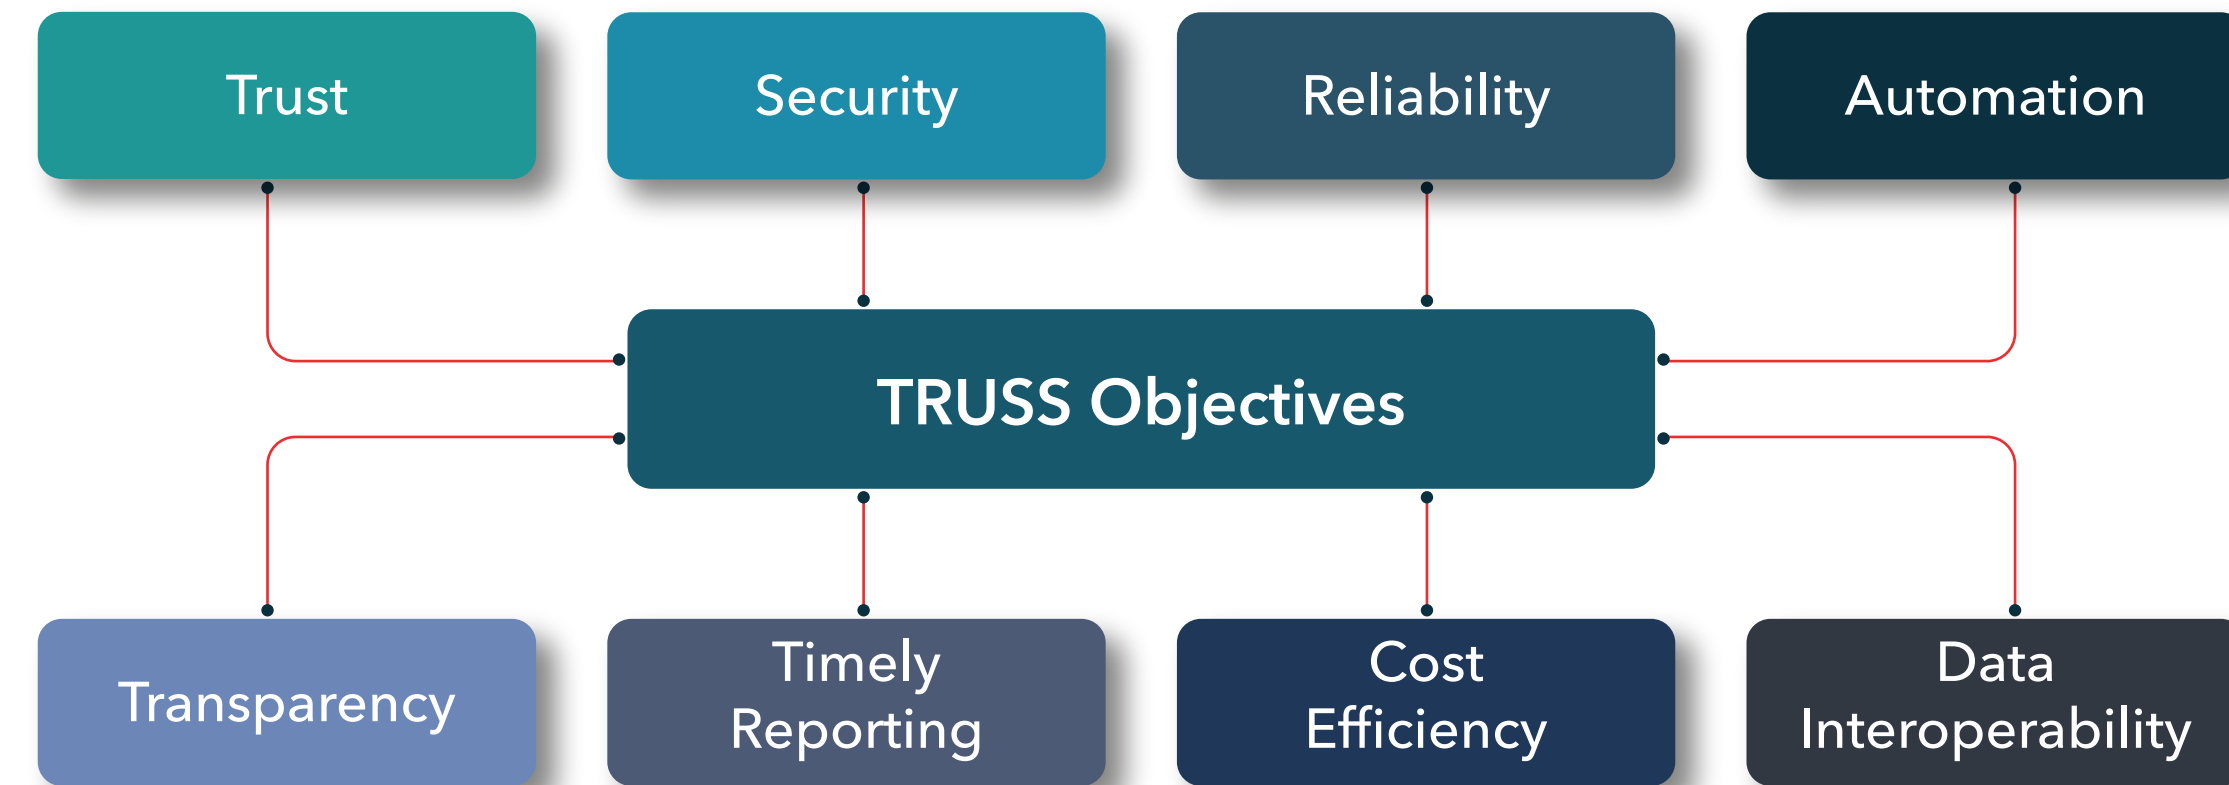 Trust
Security
Reliability
Automation
TRUSS Objectives
Transparency
Timely
Reporting
Cost
Efficiency
Data
Interoperability